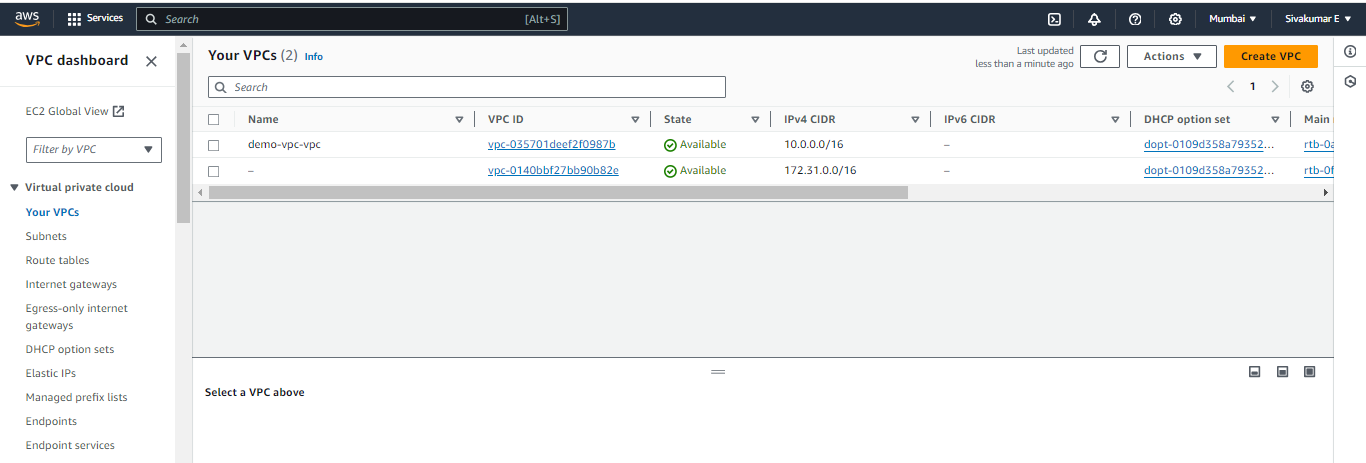 aws Services Search [Alt+S] Mumbai Sivakumar E
VPC dashboard
EC2 Global View
Filter by VPC
Virtual private cloud
Your VPCs
Subnets
Route tables
Internet gateways
Egress-only internet
gateways
DHCP option sets
Elastic IPs
Managed prefix lists
Endpoints
Endpoint services
Your VPCs (2) Info
Last updated
less than a minute ago
Actions
Create VPC
Search
1
Name VPC ID State IPv4 CIDR IPv6 CIDR DHCP option set Main
demo-vpc-vpc vpc-035701deef2f0987b Available 10.0.0.0/16 – dopt-0109d358a79352... rtb-0a
– vpc-0140bbf27bb90b82e Available 172.31.0.0/16 – dopt-0109d358a79352... rtb-0f
Select a VPC above